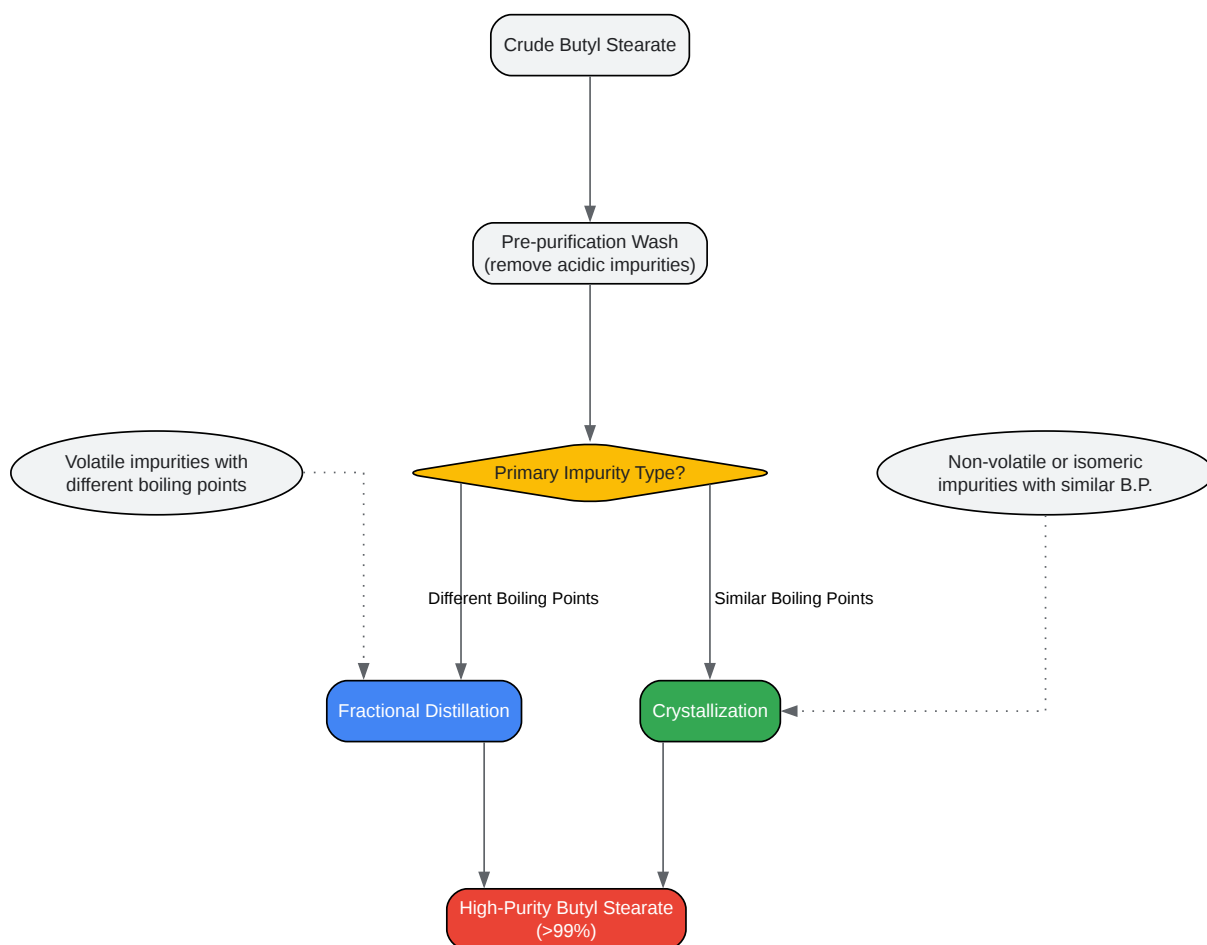 Crude Butyl Stearate
Pre-purification Wash
(remove acidic impurities)
Volatile impurities with
different boiling points
Primary Impurity Type?
Non-volatile or isomeric
impurities with similar B.P.
Different Boiling Points
Similar Boiling Points
Fractional Distillation
Crystallization
High-Purity Butyl Stearate
(>99%)